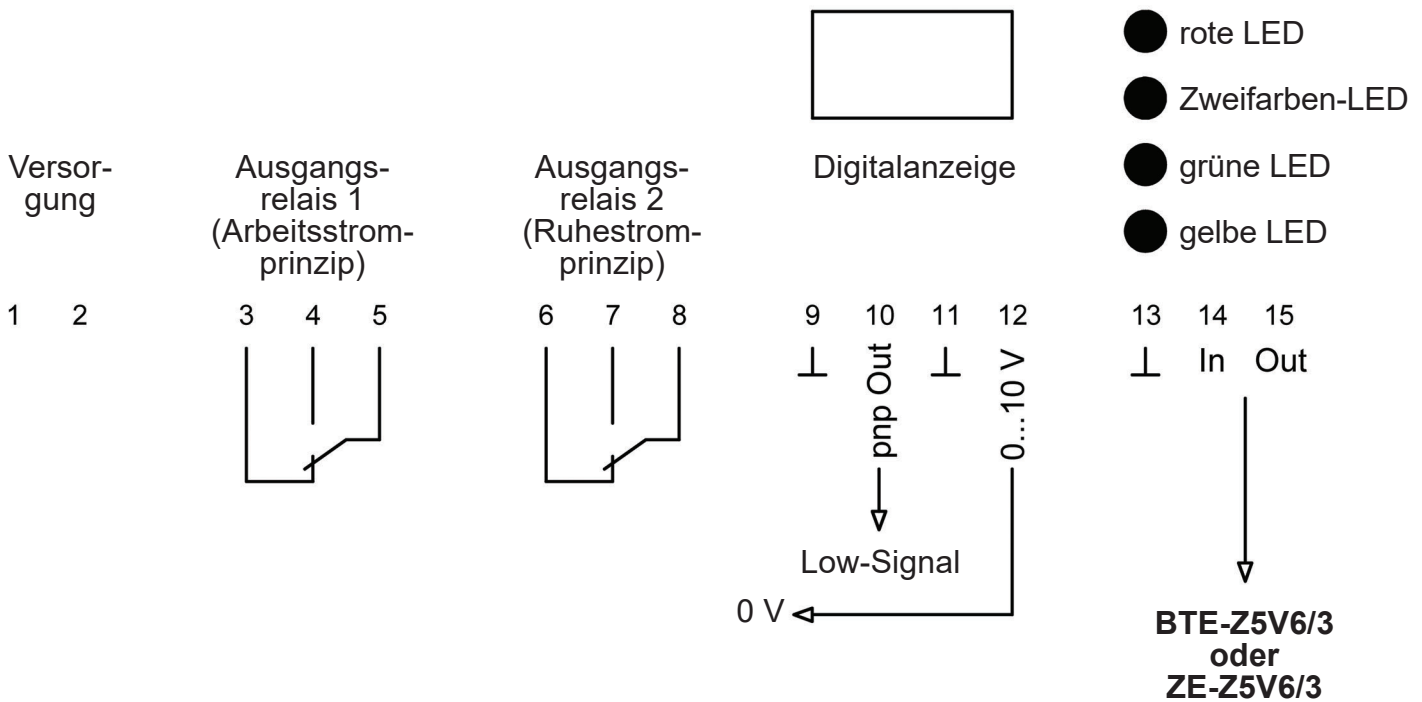 rote LED
Zweifarben-LED
grüne LED
gelbe LED
Versor-
gung
Ausgangs-
relais 1
(Arbeitsstrom-
prinzip)
Ausgangs-
relais 2
(Ruhestrom-
prinzip)
Digitalanzeige
1 2 3 4 5 6 7 8 9 10 11 12 13 14 15
pnp Out
0...10 V
In Out
Low-Signal
0 V
BTE-Z5V6/3
oder
ZE-Z5V6/3